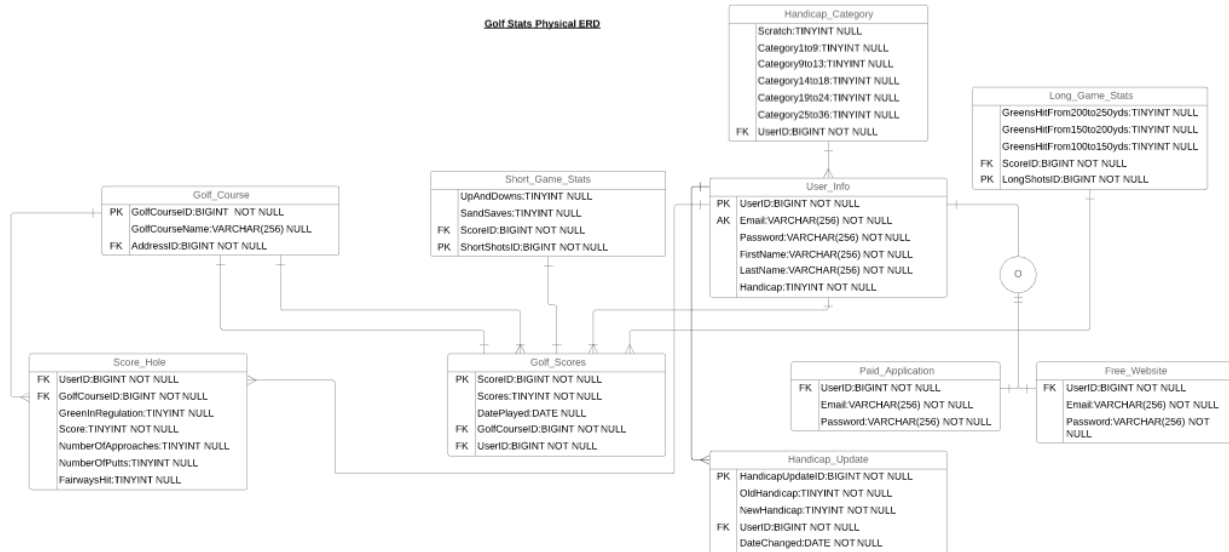 Golf Stats Physical ERD
Handicap_Category
Scratch:TINYINT NULL
Category1to9:TINYINT NULL
Category9to13:TINYINT NULL
Category14to18:TINYINT NULL
Category19to24:TINYINT NULL
Category25to36:TINYINT NULL
FK UserID:BIGINT NOT NULL
Long_Game_Stats
GreensHitFrom200to250yds:TINYINT NULL
GreensHitFrom150to200yds:TINYINT NULL
GreensHitFrom100to150yds:TINYINT NULL
FK ScoreID:BIGINT NOT NULL
PK LongShotsID:BIGINT NOT NULL
Short_Game_Stats
UpAndDowns:TINYINT NULL
SandSaves:TINYINT NULL
FK ScoreID:BIGINT NOT NULL
PK ShortShotsID:BIGINT NOT NULL
User_Info
PK UserID:BIGINT NOT NULL
AK Email:VARCHAR(256) NOT NULL
Password:VARCHAR(256) NOT NULL
FirstName:VARCHAR(256) NOT NULL
LastName:VARCHAR(256) NOT NULL
Handicap:TINYINT NOT NULL
Golf_Course
PK GolfCourseID:BIGINT NOT NULL
GolfCourseName:VARCHAR(256) NULL
FK AddressID:BIGINT NOT NULL
O
Score_Hole
FK UserID:BIGINT NOT NULL
FK GolfCourseID:BIGINT NOT NULL
GreenInRegulation:TINYINT NULL
Score:TINYINT NOT NULL
NumberOfApproaches:TINYINT NULL
NumberOfPutts:TINYINT NULL
FairwaysHit:TINYINT NULL
Golf_Scores
PK ScoreID:BIGINT NOT NULL
Scores:TINYINT NOT NULL
DatePlayed:DATE NULL
FK GolfCourseID:BIGINT NOT NULL
FK UserID:BIGINT NOT NULL
Paid_Application
FK UserID:BIGINT NOT NULL
Email:VARCHAR(256) NOT NULL
Password:VARCHAR(256) NOT NULL
Free_Website
FK UserID:BIGINT NOT NULL
Email:VARCHAR(256) NOT NULL
Password:VARCHAR(256) NOT
NULL
Handicap_Update
PK HandicapUpdateID:BIGINT NOT NULL
OldHandicap:TINYINT NOT NULL
NewHandicap:TINYINT NOT NULL
FK UserID:BIGINT NOT NULL
DateChanged:DATE NOT NULL